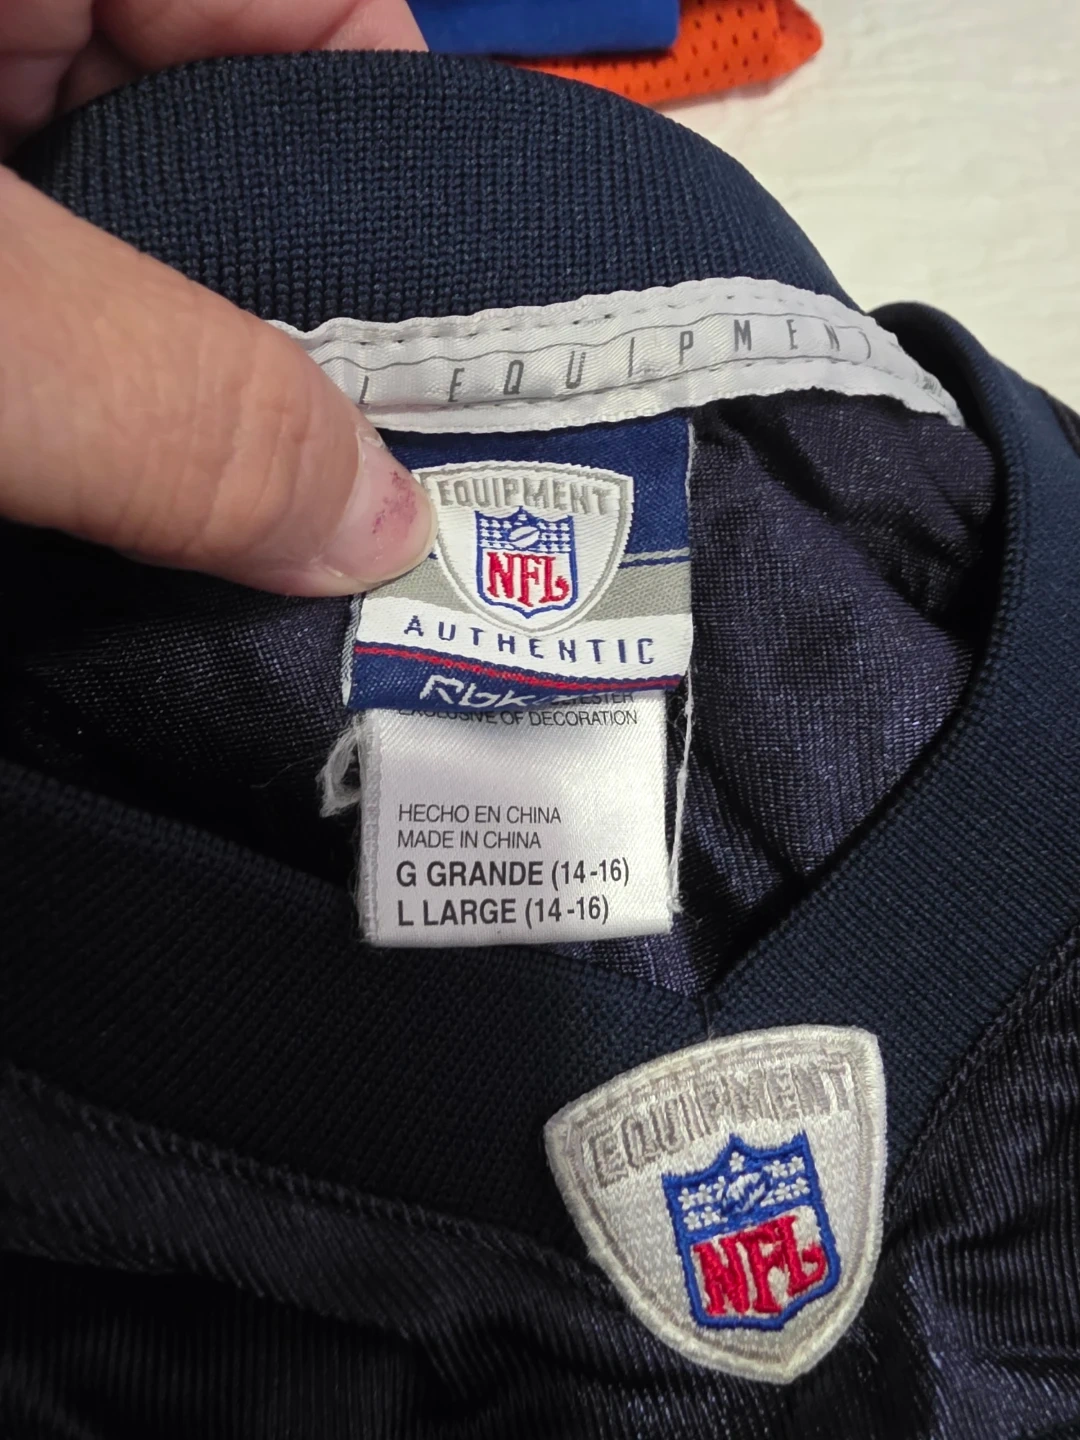 EQUIPMENT
EQUIPMENT
NFL
AUTHENTIC
Rbk
EXCLUSIVE OF DECORATION
HECHO EN CHINA
MADE IN CHINA
G GRANDE (14-16)
L LARGE (14-16)
EQUIPMENT
NFL